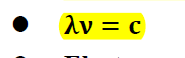 ● λν = c